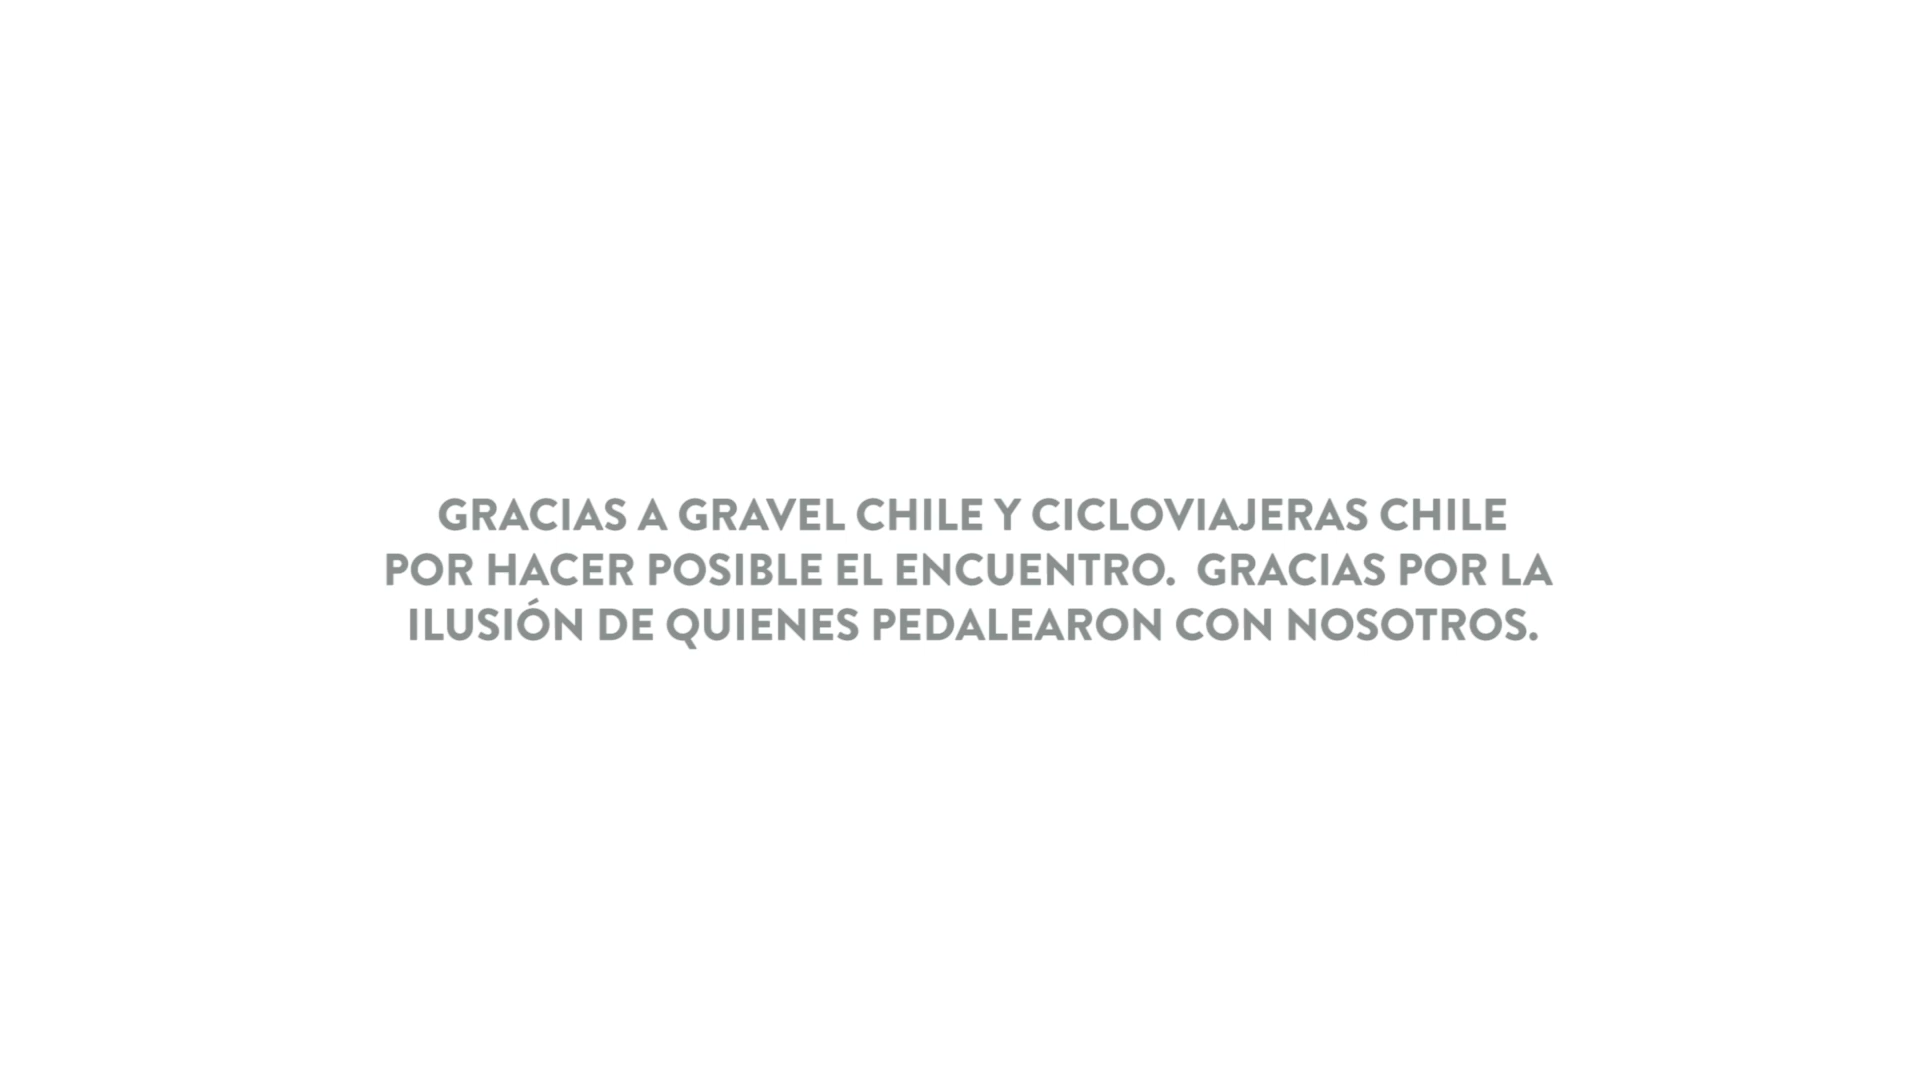 GRACIAS A GRAVEL CHILE Y CICLOVIAJERAS CHILE
POR HACER POSIBLE EL ENCUENTRO.  GRACIAS POR LA
ILUSIÓN DE QUIENES PEDALEARON CON NOSOTROS.